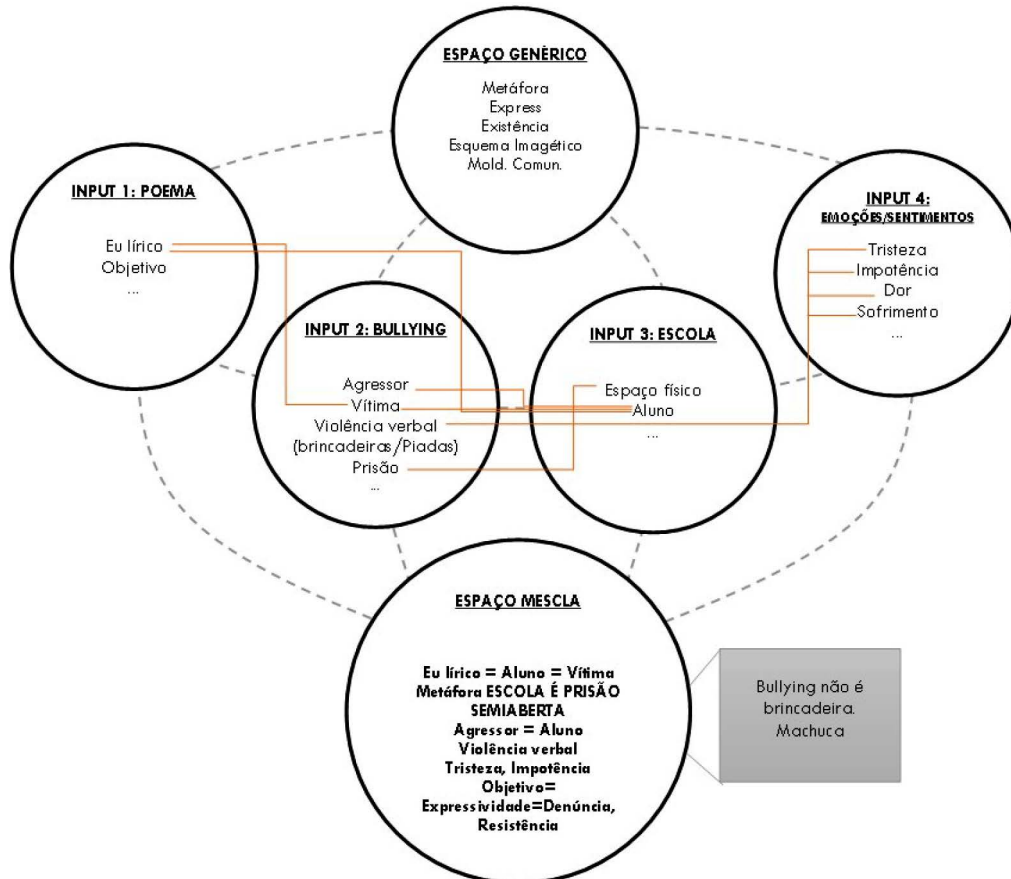 ESPAÇO GENÉRICO
Metáfora
Express
Existência
Esquema Imagético
Mold. Comun.
INPUT 1: POEMA
Eu lírico
Objetivo
...
INPUT 4:
EMOÇÕES/SENTIMENTOS
Tristeza
Impotência
Dor
Sofrimento
...
INPUT 2: BULLYING
Agressor
Vítima
Violência verbal
(brincadeiras/Piadas)
Prisão
...
INPUT 3: ESCOLA
Espaço físico
Aluno
...
ESPAÇO MESCLA
Eu lírico = Aluno = Vítima
Metáfora ESCOLA É PRISÃO
SEMIABERTA
Agressor = Aluno
Violência verbal
Tristeza, Impotência
Objetivo=
Expressividade=Denúncia,
Resistência
Bullying não é
brincadeira.
Machuca